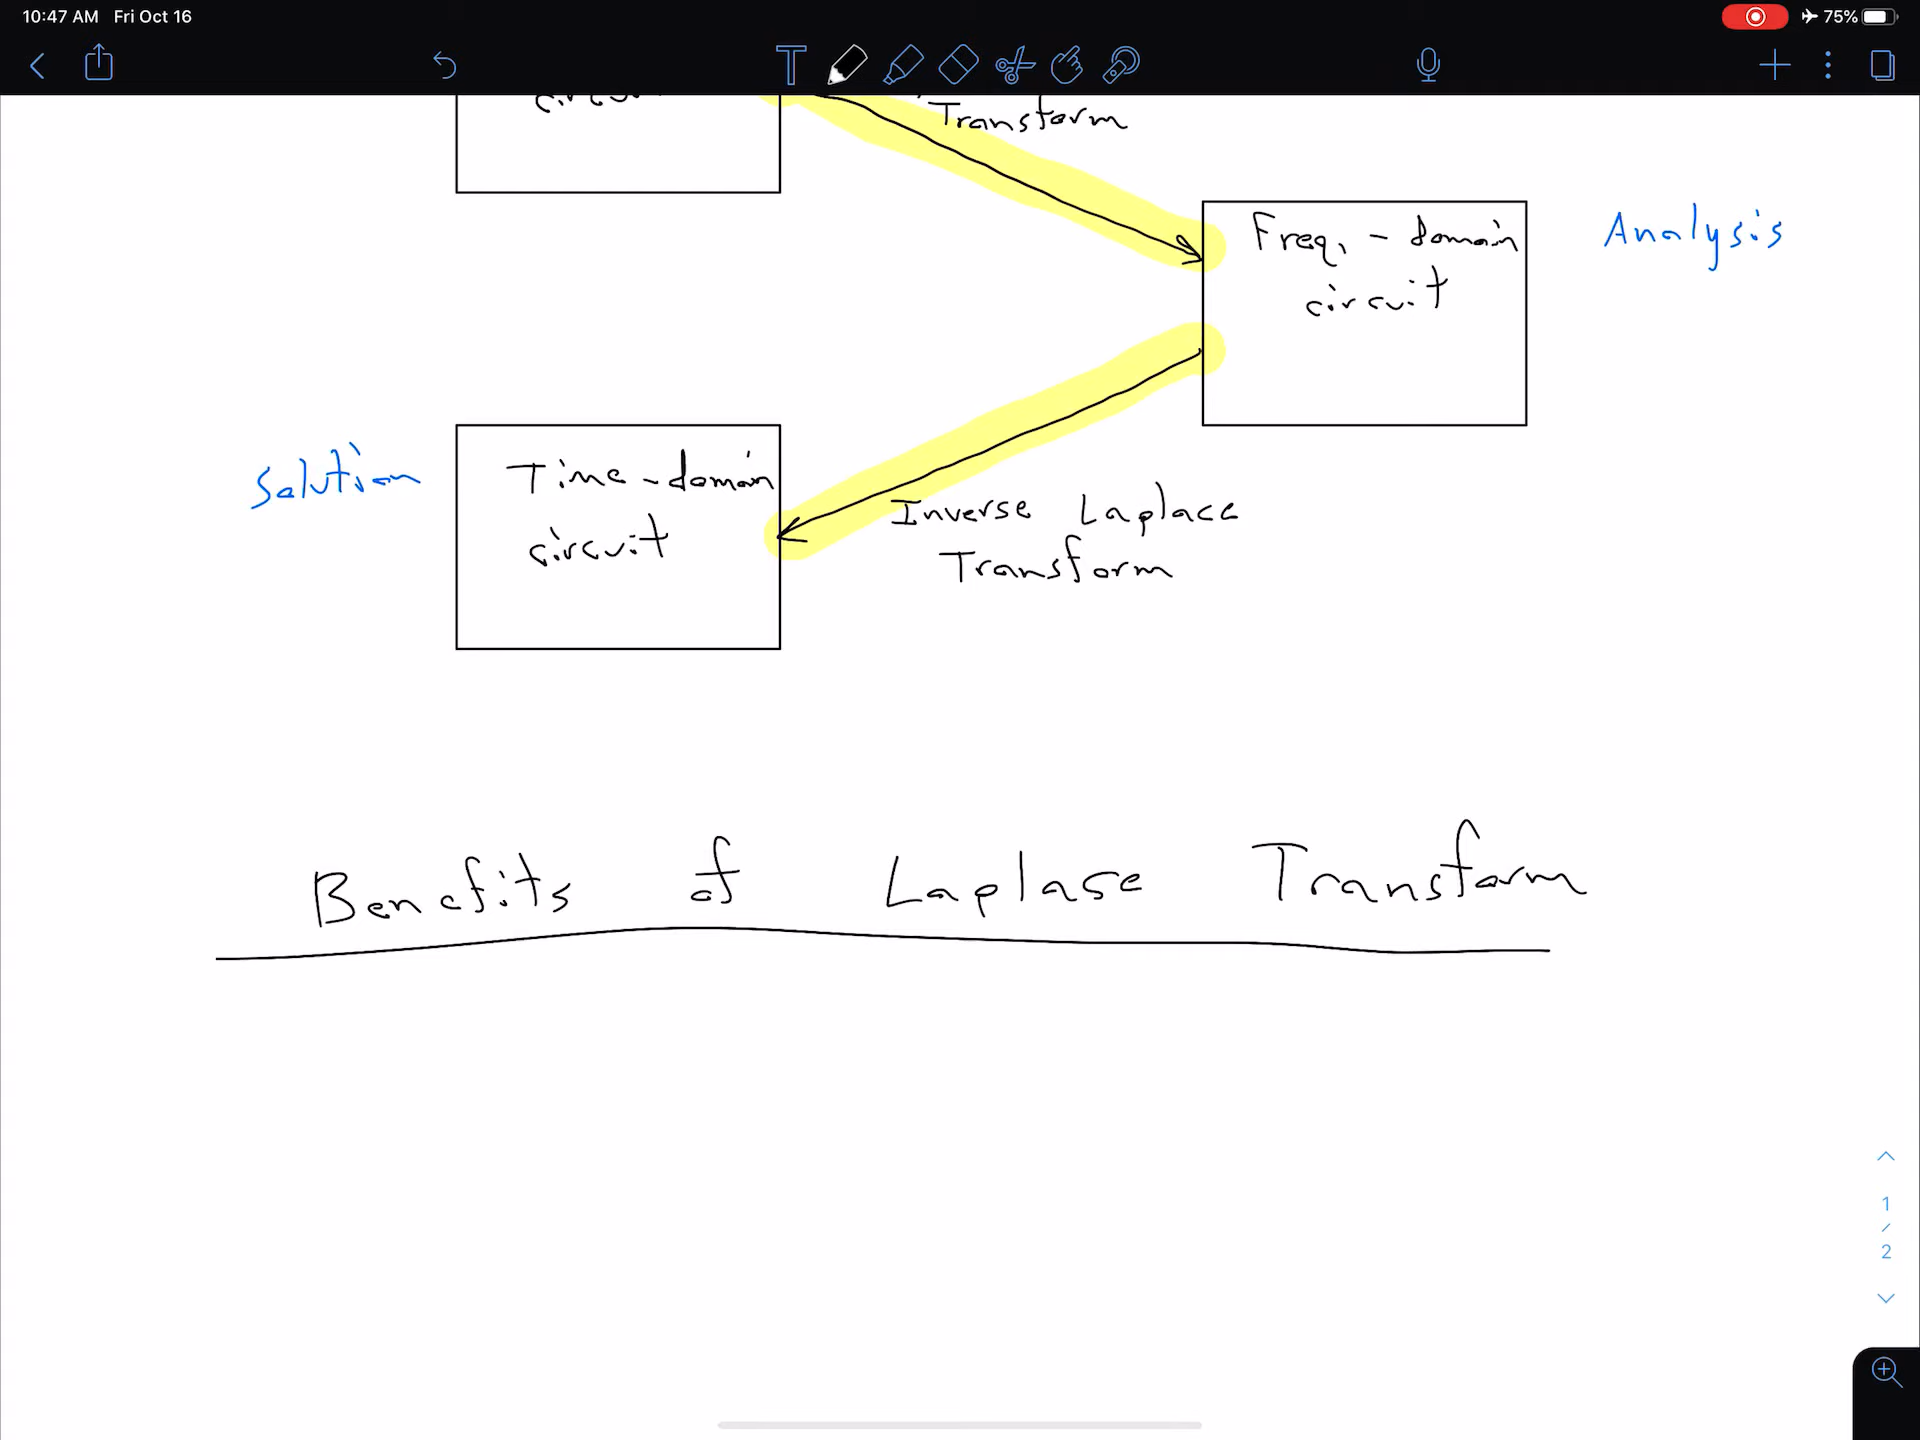 10:47 AM Fri Oct 16
75%
Transform
Freq. - domain
circuit
Analysis
Solution
Time - domain
circuit
Inverse Laplace
Transform
Benefits of Laplase Transform
1
/
2